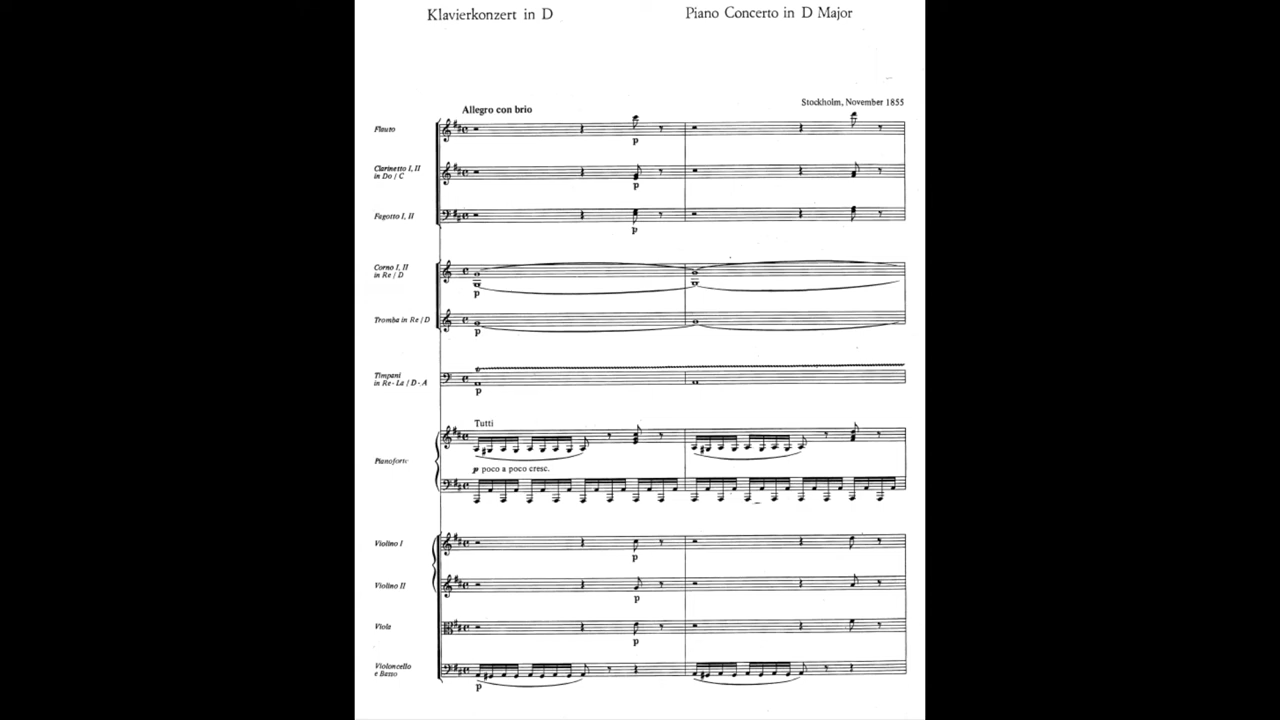 Klavierkonzert in D
Piano Concerto in D Major
Stockholm, November 1855
Allegro con brio
Flauto
p
Clarinetto I, II
in Do / C
p
Fagotto I, II
p
Corno I, II
in Re / D
p
Tromba in Re / D
p
Timpani
in Re - La / D - A
p
Tutti
Pianoforte
p poco a poco cresc.
Violino I
p
Violino II
p
Viola
p
Violoncello
e Basso
p